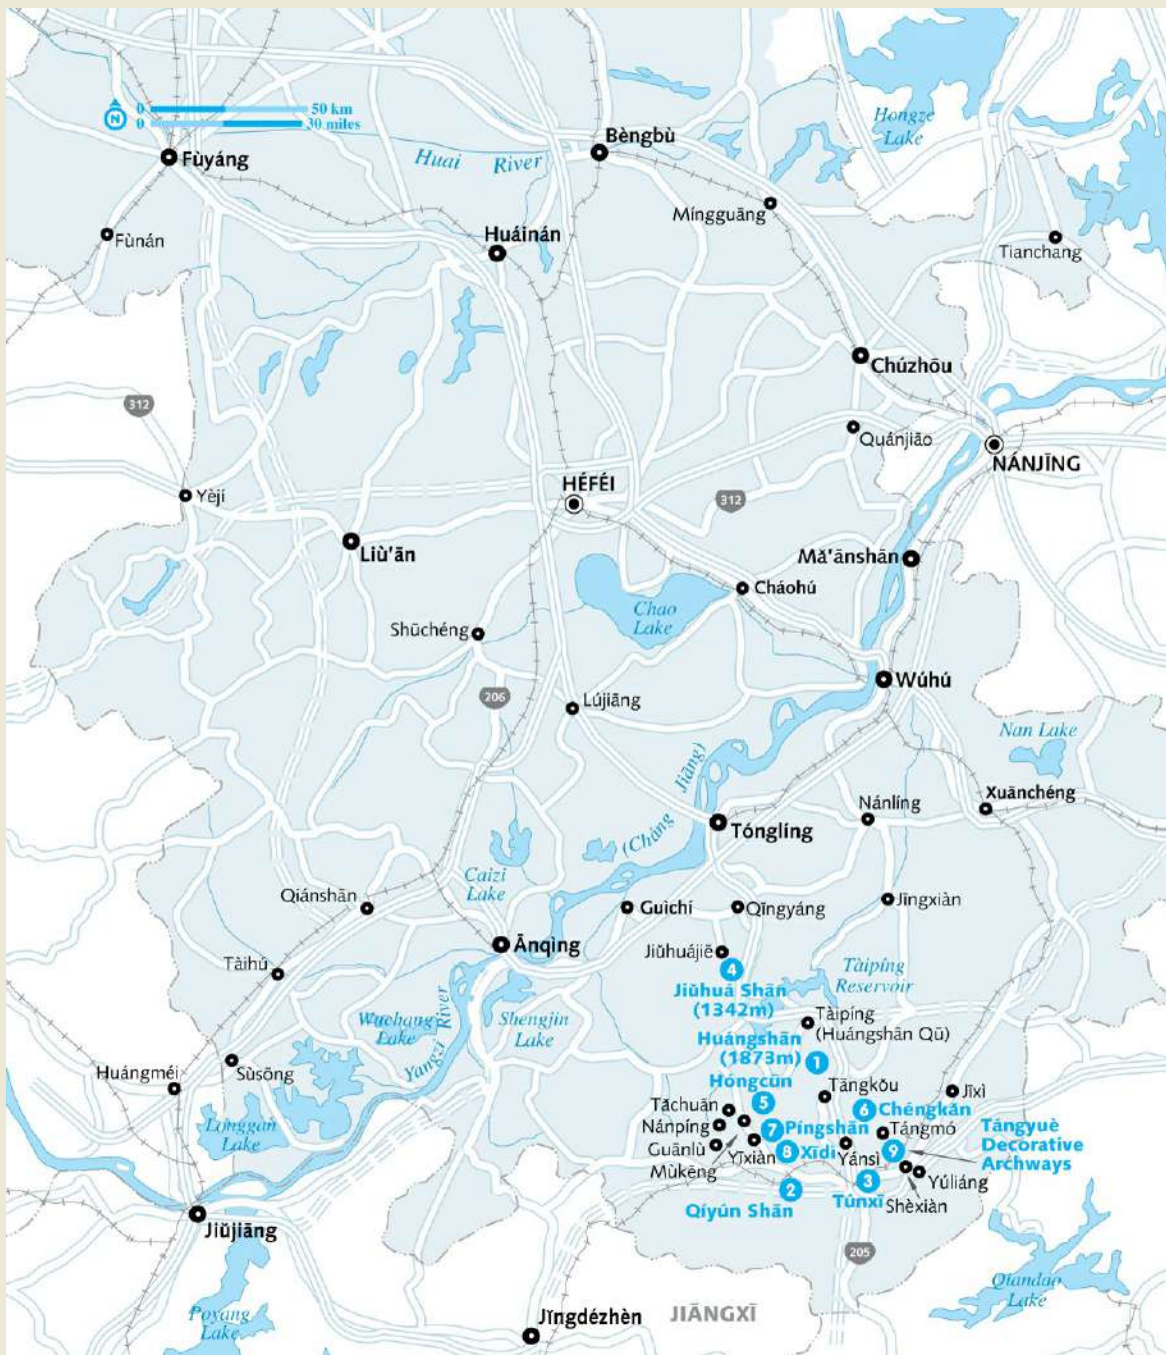 0 50 km
N
0 30 miles
Bèngbù
Hongze
Lake
Fùyáng
Huai River
Míngguāng
Fùnán
Huáinán
Tianchang
Chúzhōu
312
Quánjiāo
NÁNJĪNG
HÉFÉI
Yèjí
312
Liù'ān
Mǎ'ānshān
Cháohú
Chao
Lake
Shūchéng
Wúhú
206
Lújiāng
Nan Lake
(Cháng Jiāng)
Xuānchéng
Nánlíng
Tónglíng
Caizi
Lake
Qiánshān
Guìchí
Qīngyáng
Jīngxiàn
Ānqìng
Jiǔhuájiē
4
Tàihú
Tàipíng
Reservoir
Jiǔhuá Shān
(1342m)
Wuchang
Lake
Yangzi River
Shengjin
Lake
Tàipíng
(Huángshān Qū)
Huángshān
(1873m)
1
Huángméi
Sùsōng
Hóngcūn
5
Tāngkǒu
Jīxì
Tǎchuān
6
Chéngkǎn
Longgan
Lake
Nánpíng
7
Píngshān
Tángmó
Tángyuè
Decorative
Archways
Guānlù
Yīxiàn
8
Xīdì
Yánsì
9
Mùkēng
Yúliáng
2
3
Qíyún Shān
Túnxī
Shèxiàn
Jiǔjiāng
205
Qiandao
Lake
Poyang
Lake
Jǐngdézhèn
JIĀNGXĪ